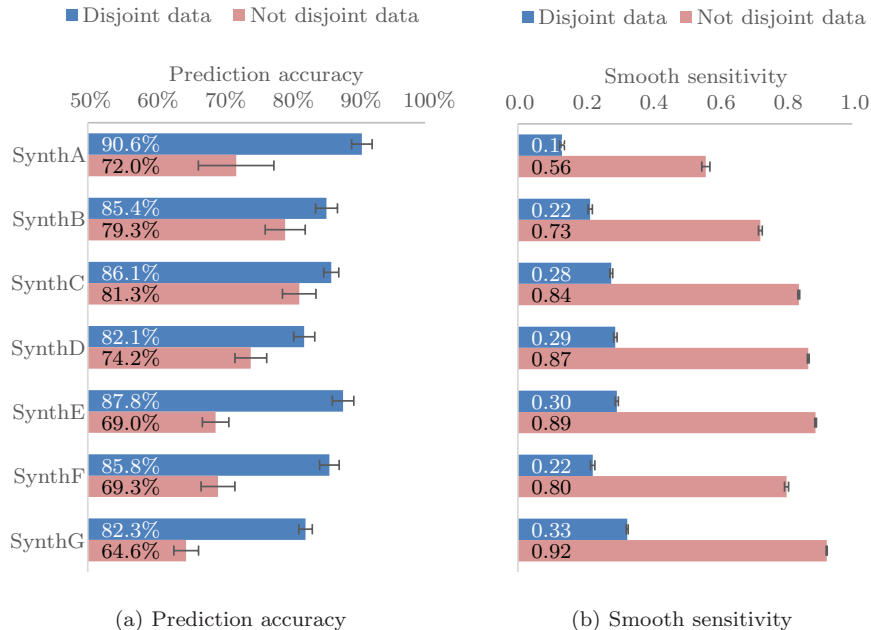 Disjoint data Not disjoint data
Prediction accuracy
50% 60% 70% 80% 90% 100%
SynthA 90.6% 72.0%
SynthB 85.4% 79.3%
SynthC 86.1% 81.3%
SynthD 82.1% 74.2%
SynthE 87.8% 69.0%
SynthF 85.8% 69.3%
SynthG 82.3% 64.6%
(a) Prediction accuracy
Disjoint data Not disjoint data
Smooth sensitivity
0.0 0.2 0.4 0.6 0.8 1.0
0.1
0.56
0.22
0.73
0.28
0.84
0.29
0.87
0.30
0.89
0.22
0.80
0.33
0.92
(b) Smooth sensitivity